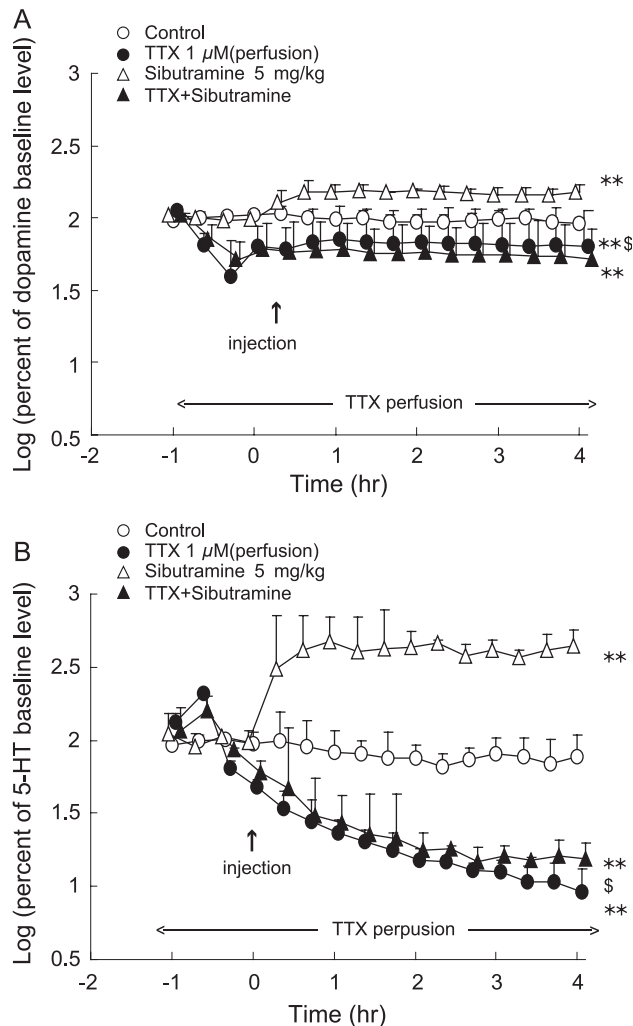 A
Control
TTX 1 µM(perfusion)
Sibutramine 5 mg/kg
TTX+Sibutramine
Log (percent of dopamine baseline level)
3
2.5
2
1.5
1
0.5
**
**$
**
injection
TTX perfusion
-2 -1 0 1 2 3 4
Time (hr)
B
Control
TTX 1 µM(perfusion)
Sibutramine 5 mg/kg
TTX+Sibutramine
Log (percent of 5-HT baseline level)
3
2.5
2
1.5
1
0.5
**
**
$
**
injection
TTX perpusion
-2 -1 0 1 2 3 4
Time (hr)